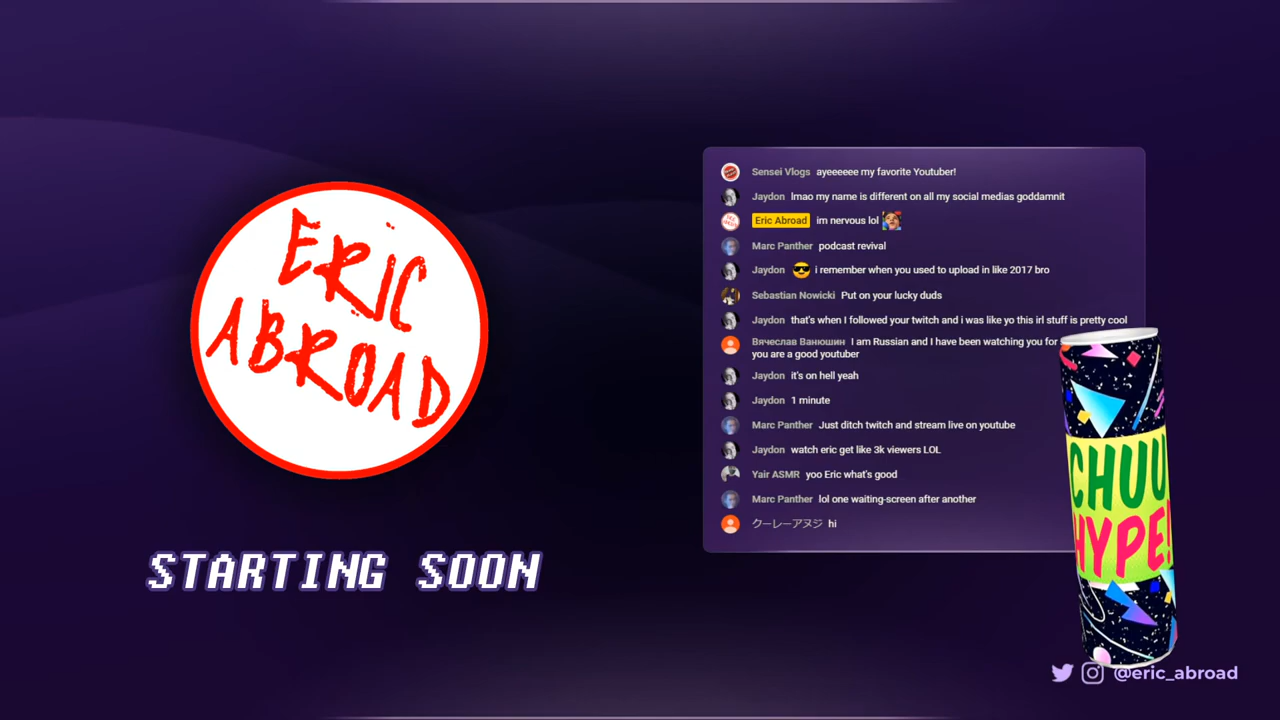 ERIC
ABROAD
STARTING SOON
Sensei Vlogs ayeeeeee my favorite Youtuber!
Jaydon lmao my name is different on all my social medias goddamnit
Eric Abroad im nervous lol
Marc Panther podcast revival
Jaydon i remember when you used to upload in like 2017 bro
Sebastian Nowicki Put on your lucky duds
Jaydon that's when I followed your twitch and i was like yo this irl stuff is pretty cool
Вячеслав Ванюшин I am Russian and I have been watching you for
you are a good youtuber
Jaydon it's on hell yeah
Jaydon 1 minute
Marc Panther Just ditch twitch and stream live on youtube
Jaydon watch eric get like 3k viewers LOL
Yair ASMR yoo Eric what's good
Marc Panther lol one waiting-screen after another
クーレーアヌジ hi
CHUU
HYPE!
@eric_abroad